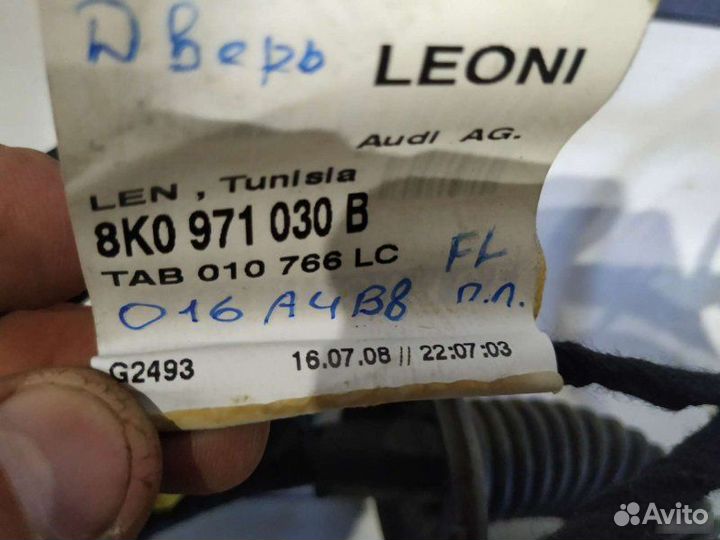 Дверь LEONI
Audi AG.
LEN , Tunisia
8K0 971 030 B
TAB 010 766 LC FL
016 A4B8 п.п.
G2493 16.07.08 // 22:07:03
Avito